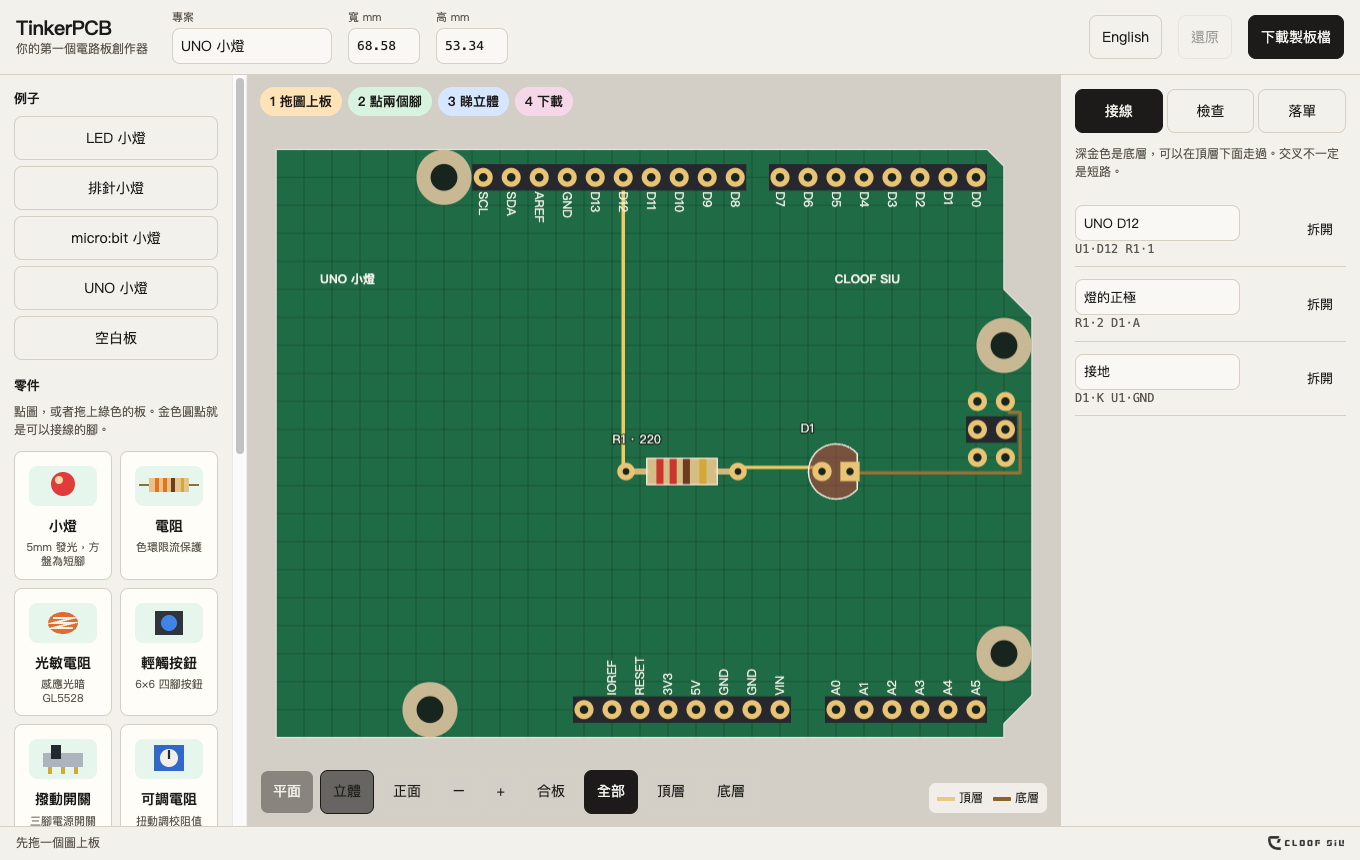 TinkerPCB
你的第一個電路板創作器
專案
UNO 小燈
寬 mm
68.58
高 mm
53.34
English
還原
下載製板檔
例子
LED 小燈
排針小燈
micro:bit 小燈
UNO 小燈
空白板
零件
點圖，或者拖上綠色的板。金色圓點就
是可以接線的腳。
小燈
5mm 發光，方
盤為短腳
電阻
色環限流保護
光敏電阻
感應光暗
GL5528
輕觸按鈕
6×6 四腳按鈕
撥動開關
三腳電源開關
可調電阻
扭動調校阻值
1 拖圖上板
2 點兩個腳
3 睇立體
4 下載
SCL
SDA
AREF
GND
D13
D12
D11
D10
D9
D8
D7
D6
D5
D4
D3
D2
D1
D0
UNO 小燈
CLOOF SIU
R1 · 220
D1
IOREF
RESET
3V3
5V
GND
GND
VIN
A0
A1
A2
A3
A4
A5
平面
立體
正面
—
+
合板
全部
頂層
底層
頂層
底層
接線
檢查
落單
深金色是底層，可以在頂層下面走過。交叉不一定
是短路。
UNO D12
拆開
U1·D12 R1·1
燈的正極
拆開
R1·2 D1·A
接地
拆開
D1·K U1·GND
先拖一個圖上板
CLOOF SIU